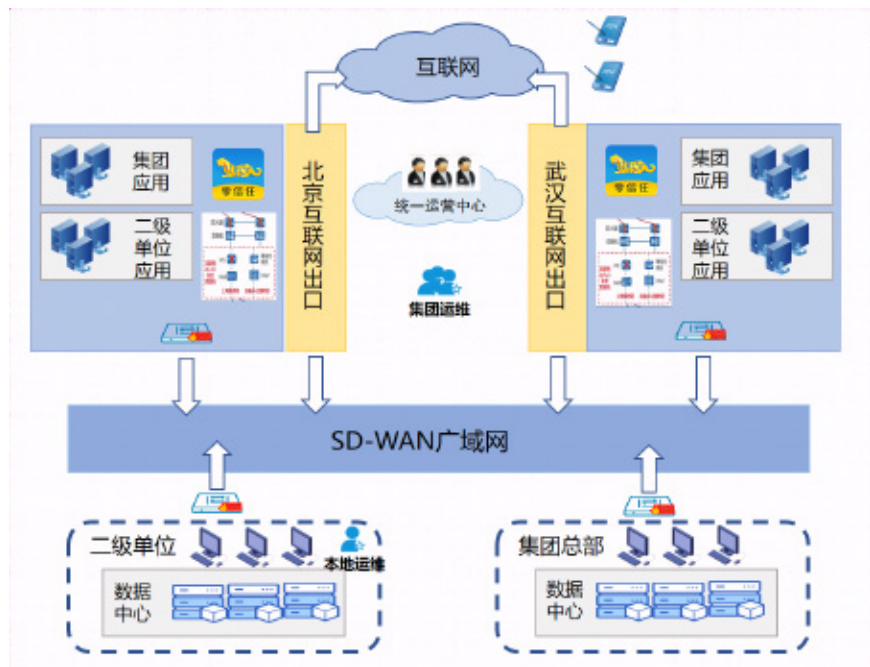 互联网
集团
应用
零信任
二级
单位
应用
北京互联网出口
统一运营中心
集团运维
武汉互联网出口
零信任
集团
应用
二级
单位
应用
SD-WAN广域网
二级单位
本地运维
数据
中心
集团总部
数据
中心